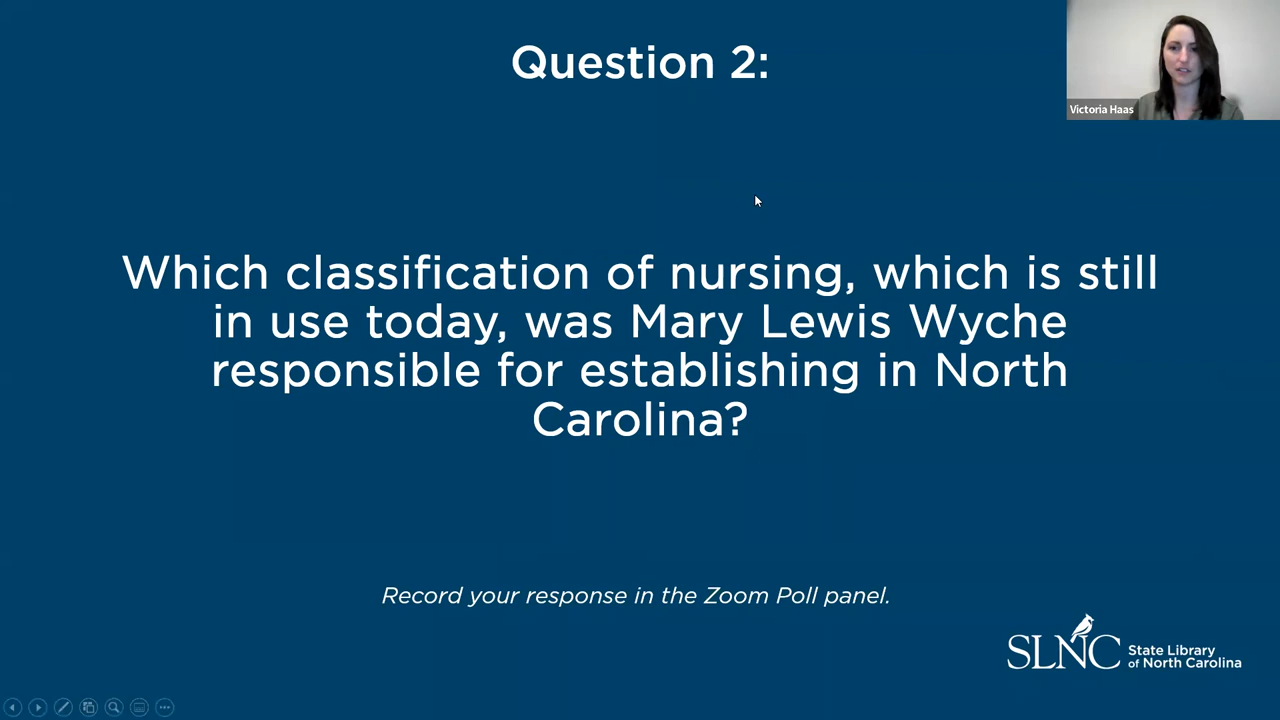 Question 2:
Victoria Haas
Which classification of nursing, which is still
in use today, was Mary Lewis Wyche
responsible for establishing in North
Carolina?
Record your response in the Zoom Poll panel.
SLNC State Library
of North Carolina